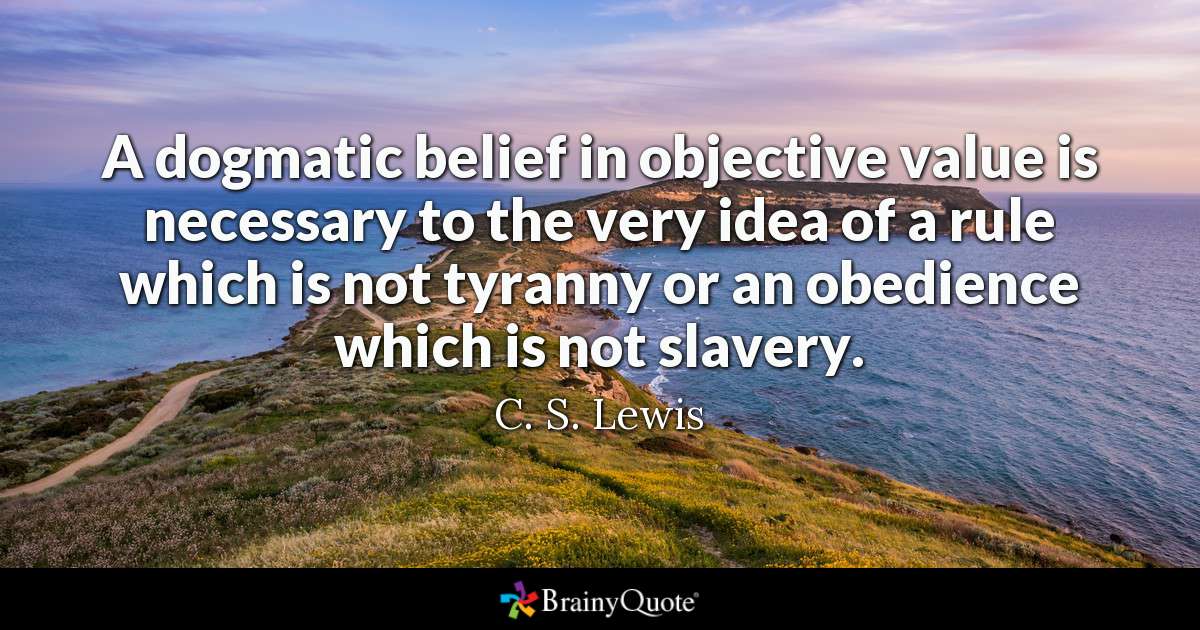 A dogmatic belief in objective value is
necessary to the very idea of a rule
which is not tyranny or an obedience
which is not slavery.
C. S. Lewis
BrainyQuote®